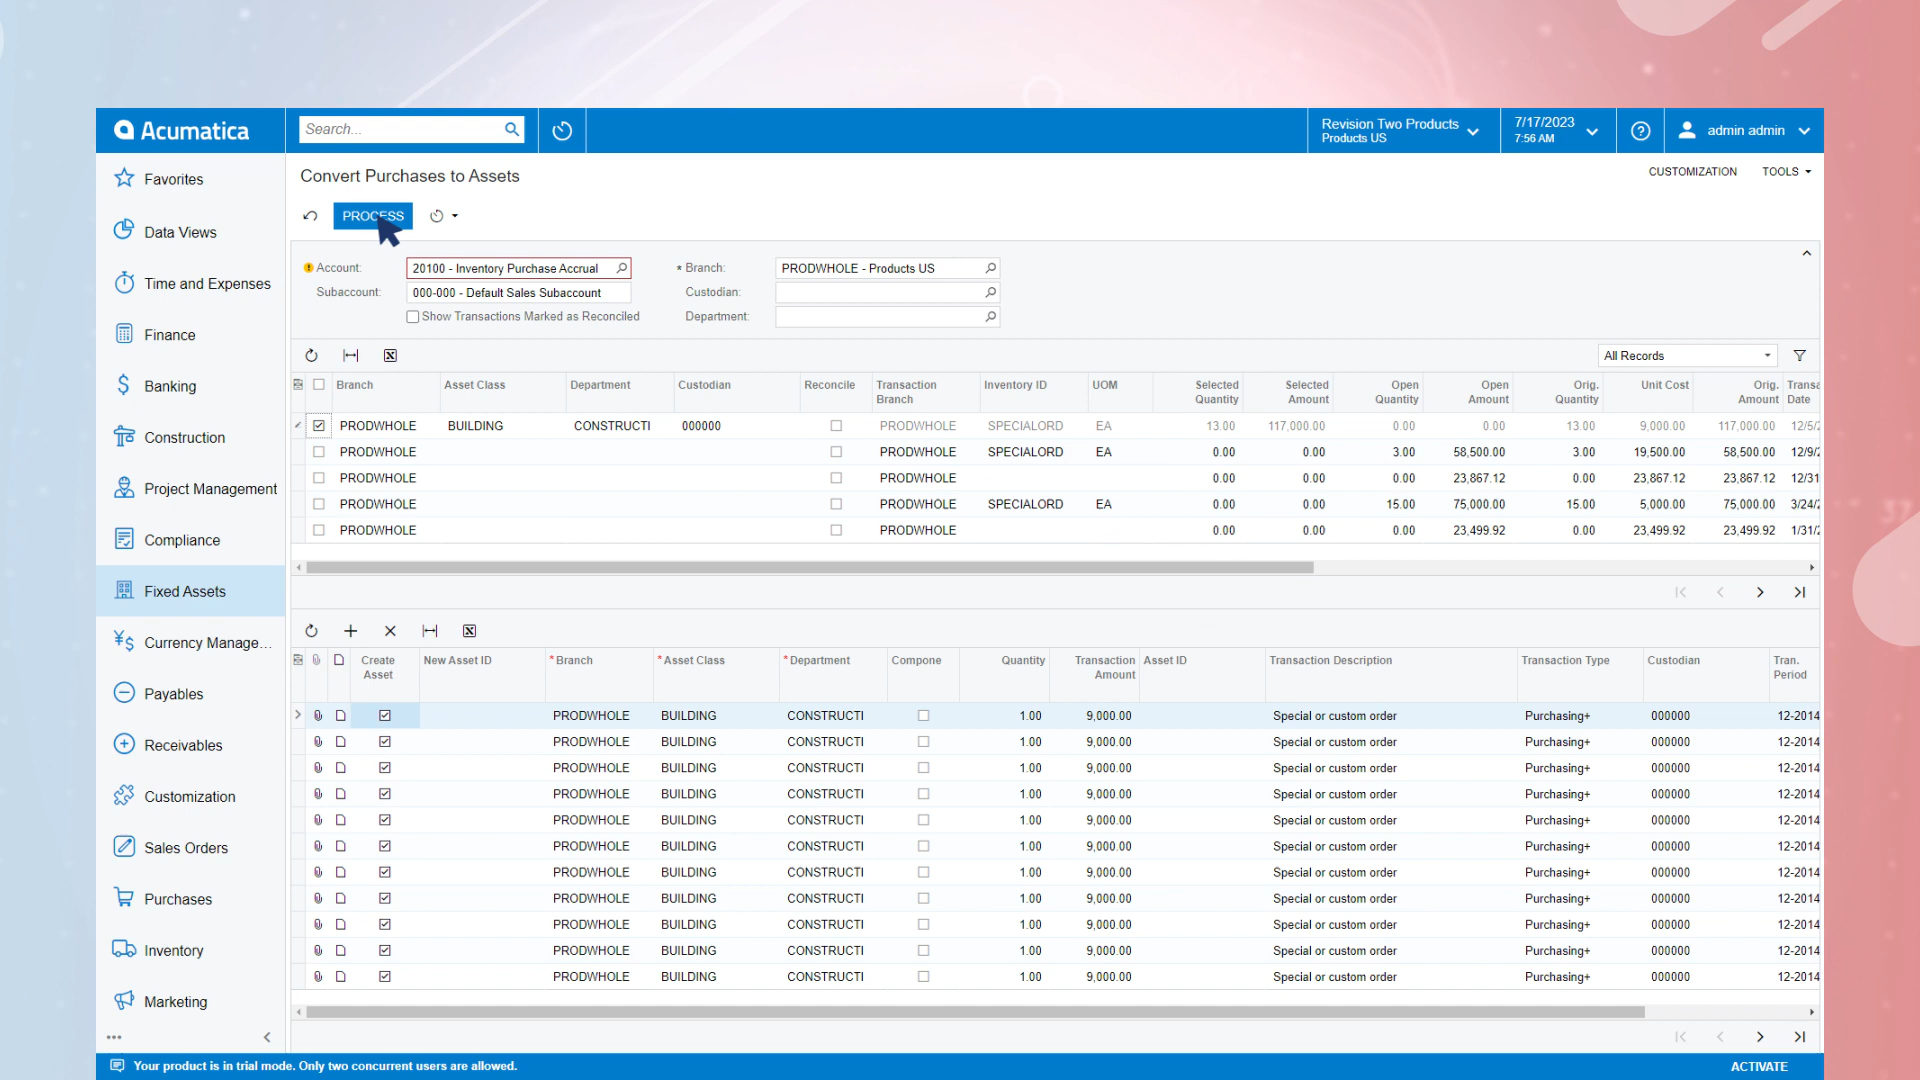 Acumatica
Search...
Revision Two Products
Products US
7/17/2023
7:56 AM
admin admin
Favorites
Data Views
Time and Expenses
Finance
Banking
Construction
Project Management
Compliance
Fixed Assets
Currency Manage...
Payables
Receivables
Customization
Sales Orders
Purchases
Inventory
Marketing
Convert Purchases to Assets
CUSTOMIZATION TOOLS
PROCESS
Account: 20100 - Inventory Purchase Accrual * Branch: PRODWHOLE - Products US
Subaccount: 000-000 - Default Sales Subaccount Custodian:
Show Transactions Marked as Reconciled Department:
All Records
Branch Asset Class Department Custodian Reconcile Transaction Branch Inventory ID UOM Selected Quantity Selected Amount Open Quantity Open Amount Orig. Quantity Unit Cost Orig. Amount Transa Date
PRODWHOLE BUILDING CONSTRUCTI 000000 PRODWHOLE SPECIALORD EA 13.00 117,000.00 0.00 0.00 13.00 9,000.00 117,000.00 12/5/2
PRODWHOLE PRODWHOLE SPECIALORD EA 0.00 0.00 3.00 58,500.00 3.00 19,500.00 58,500.00 12/9/2
PRODWHOLE PRODWHOLE 0.00 0.00 0.00 23,867.12 0.00 23,867.12 23,867.12 12/31
PRODWHOLE PRODWHOLE SPECIALORD EA 0.00 0.00 15.00 75,000.00 15.00 5,000.00 75,000.00 3/24/2
PRODWHOLE PRODWHOLE 0.00 0.00 0.00 23,499.92 0.00 23,499.92 23,499.92 1/31/2
Create Asset New Asset ID * Branch * Asset Class * Department Compone Quantity Transaction Amount Asset ID Transaction Description Transaction Type Custodian Tran. Period
PRODWHOLE BUILDING CONSTRUCTI 1.00 9,000.00 Special or custom order Purchasing+ 000000 12-2014
PRODWHOLE BUILDING CONSTRUCTI 1.00 9,000.00 Special or custom order Purchasing+ 000000 12-2014
PRODWHOLE BUILDING CONSTRUCTI 1.00 9,000.00 Special or custom order Purchasing+ 000000 12-2014
PRODWHOLE BUILDING CONSTRUCTI 1.00 9,000.00 Special or custom order Purchasing+ 000000 12-2014
PRODWHOLE BUILDING CONSTRUCTI 1.00 9,000.00 Special or custom order Purchasing+ 000000 12-2014
PRODWHOLE BUILDING CONSTRUCTI 1.00 9,000.00 Special or custom order Purchasing+ 000000 12-2014
PRODWHOLE BUILDING CONSTRUCTI 1.00 9,000.00 Special or custom order Purchasing+ 000000 12-2014
PRODWHOLE BUILDING CONSTRUCTI 1.00 9,000.00 Special or custom order Purchasing+ 000000 12-2014
PRODWHOLE BUILDING CONSTRUCTI 1.00 9,000.00 Special or custom order Purchasing+ 000000 12-2014
PRODWHOLE BUILDING CONSTRUCTI 1.00 9,000.00 Special or custom order Purchasing+ 000000 12-2014
PRODWHOLE BUILDING CONSTRUCTI 1.00 9,000.00 Special or custom order Purchasing+ 000000 12-2014
Your product is in trial mode. Only two concurrent users are allowed. ACTIVATE